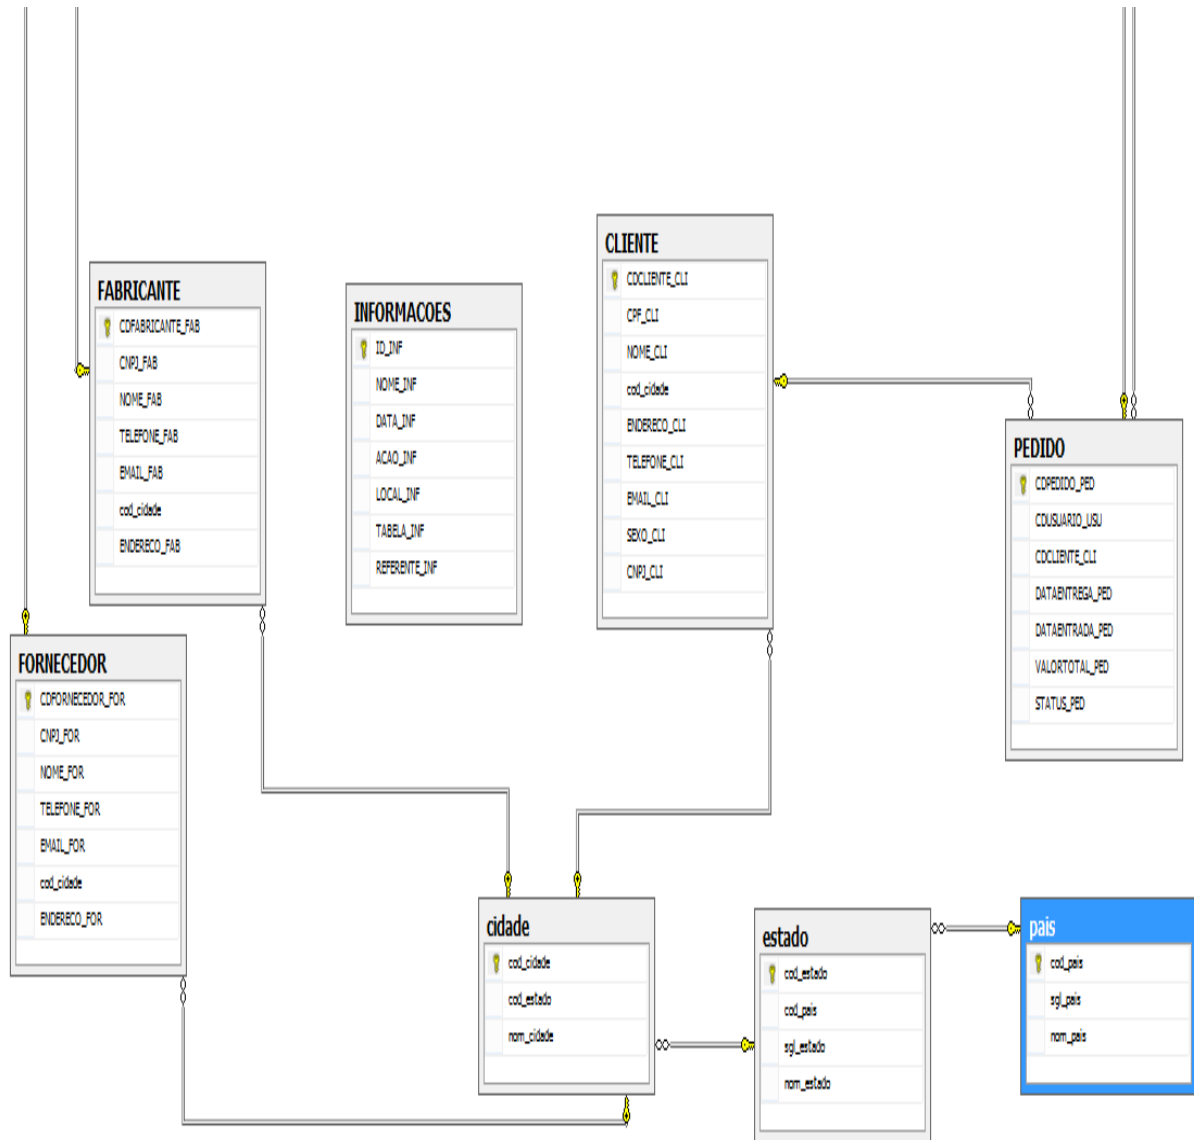 FABRICANTE
CDFABRICANTE_FAB
CNPJ_FAB
NOME_FAB
TELEFONE_FAB
EMAIL_FAB
cod_cidade
ENDERECO_FAB
INFORMACOES
ID_INF
NOME_INF
DATA_INF
ACAO_INF
LOCAL_INF
TABELA_INF
REFERENTE_INF
CLIENTE
CDCLIENTE_CLI
CPF_CLI
NOME_CLI
cod_cidade
ENDERECO_CLI
TELEFONE_CLI
EMAIL_CLI
SEXO_CLI
CNPJ_CLI
PEDIDO
CDPEDIDO_PED
CDUSUARIO_USU
CDCLIENTE_CLI
DATAENTREGA_PED
DATAENTRADA_PED
VALORTOTAL_PED
STATUS_PED
FORNECEDOR
CDFORNECEDOR_FOR
CNPJ_FOR
NOME_FOR
TELEFONE_FOR
EMAIL_FOR
cod_cidade
ENDERECO_FOR
cidade
cod_cidade
cod_estado
nom_cidade
estado
cod_estado
cod_pais
sgl_estado
nom_estado
pais
cod_pais
sgl_pais
nom_pais